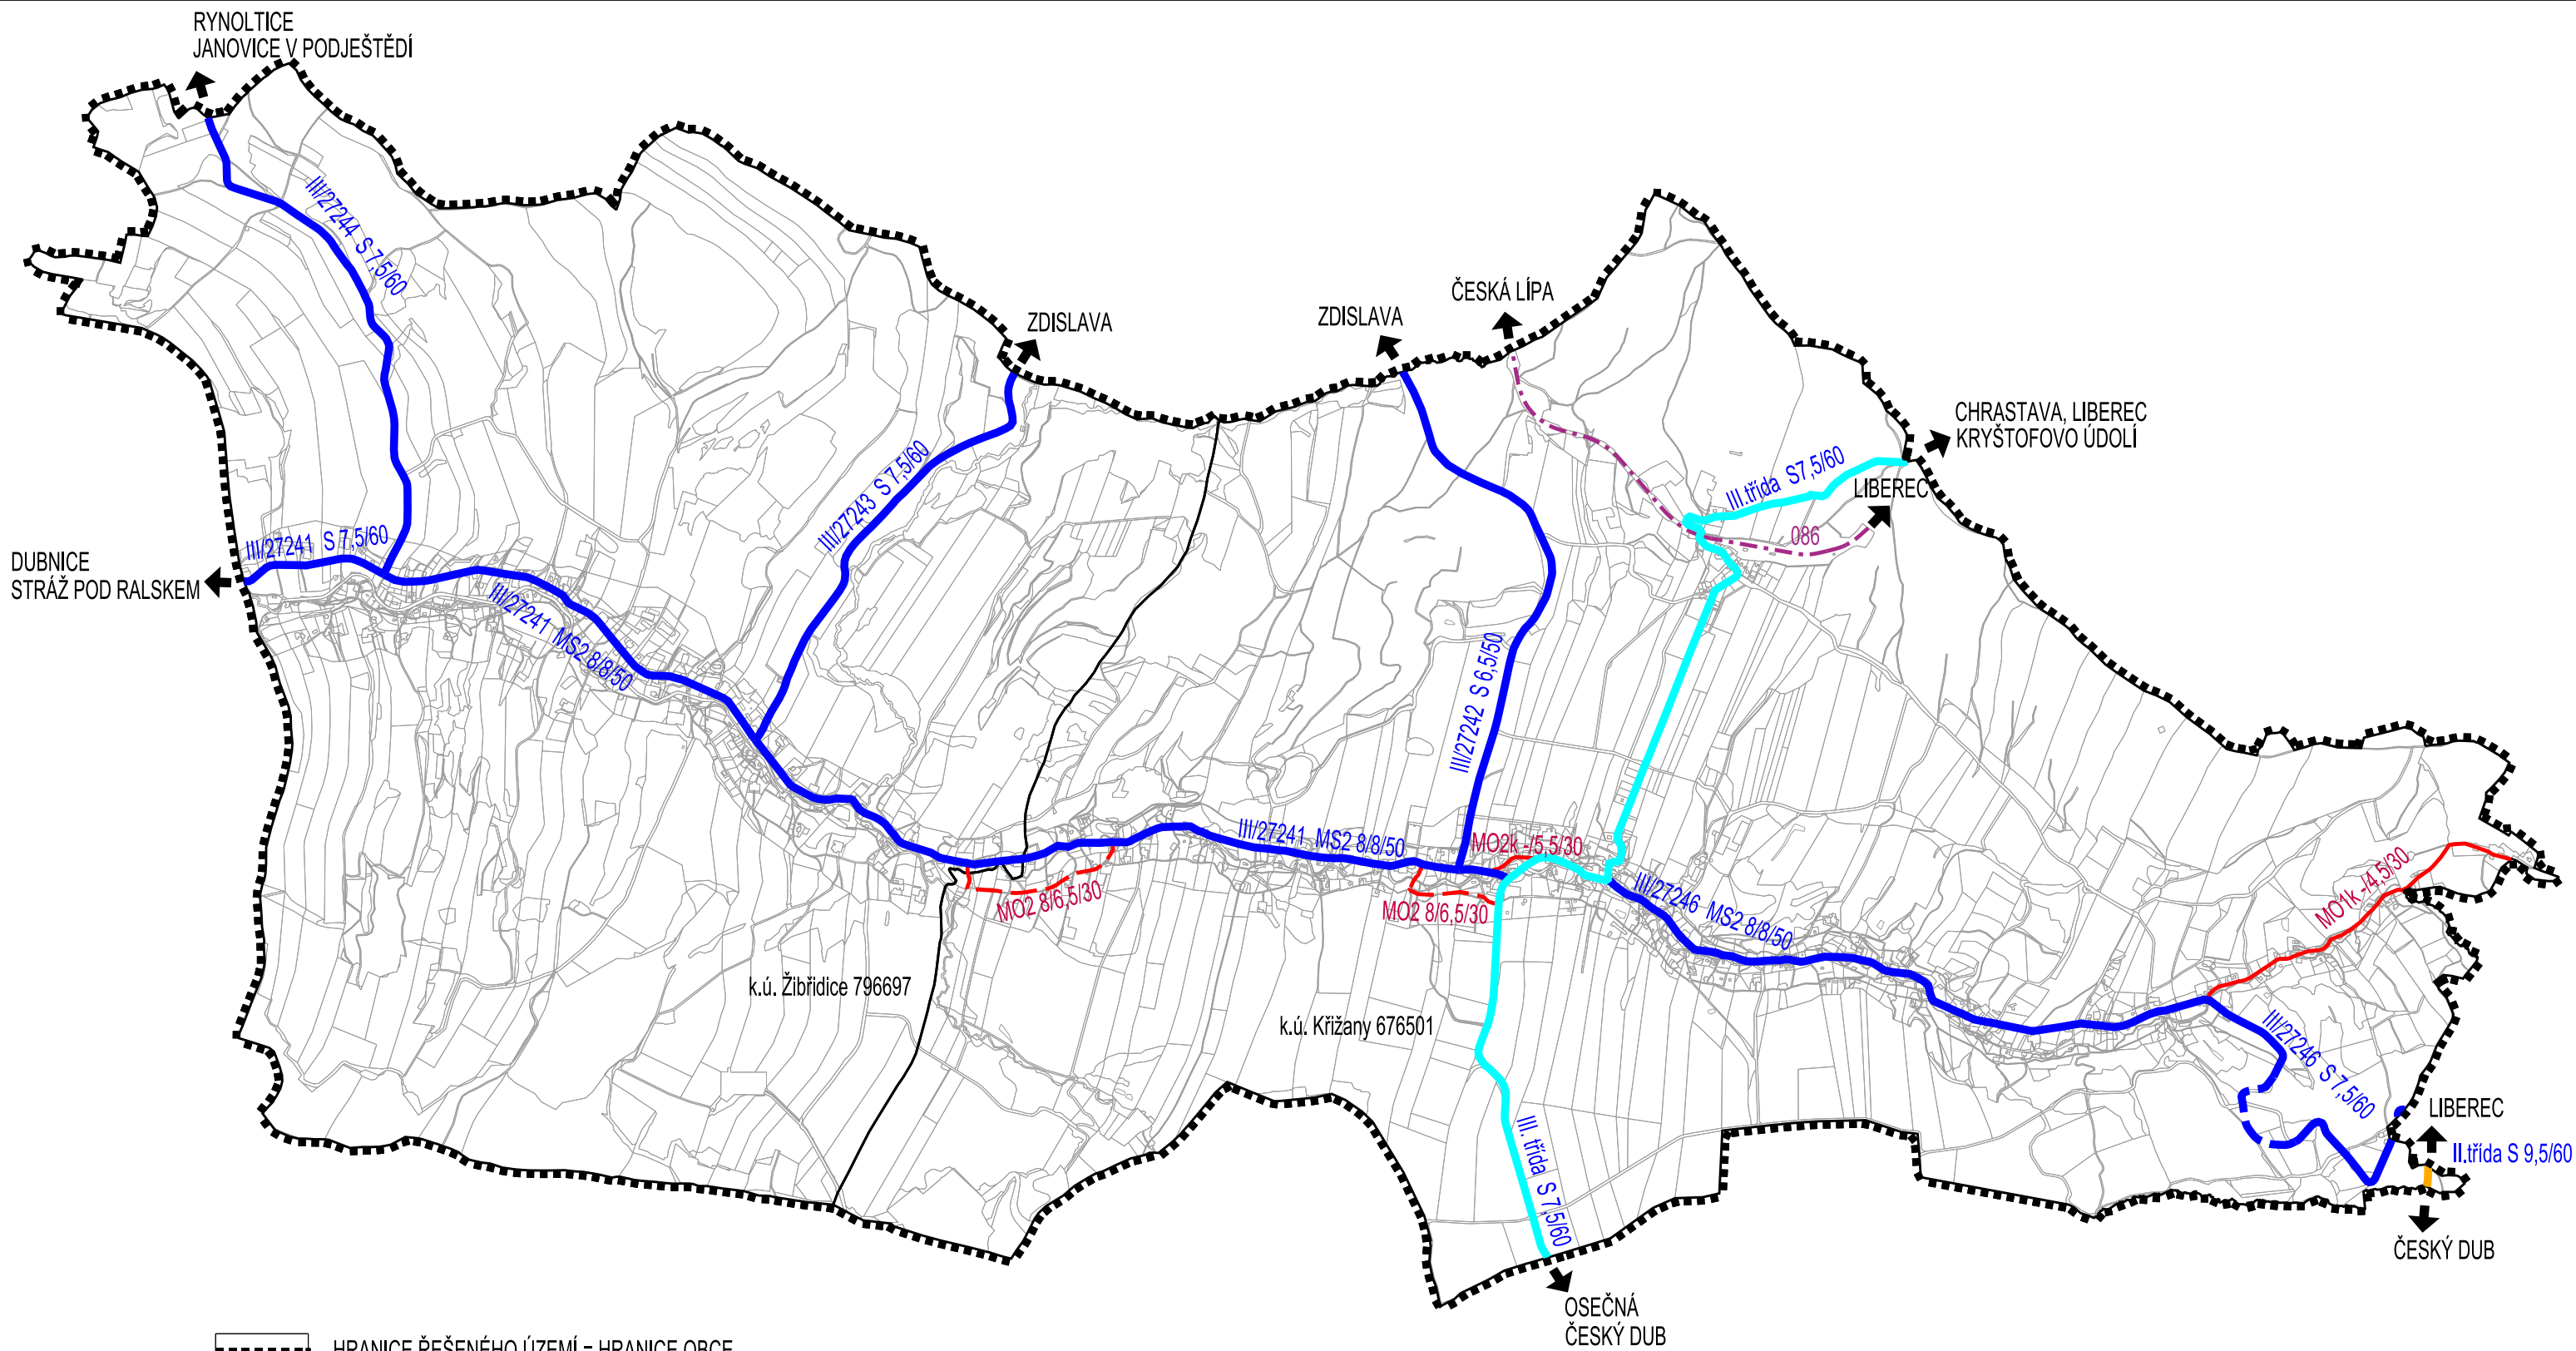 RYNOLTICE
JANOVICE V PODJEŠTĚDÍ
III/27244 S 7,5/60
ZDISLAVA
ZDISLAVA
ČESKÁ LÍPA
CHRASTAVA, LIBEREC
KRYŠTOFOVO ÚDOLÍ
III.třída S7,5/60
LIBEREC
086
III/27243 S 7,5/60
III/27241 S 7,5/60
DUBNICE
STRÁŽ POD RALSKEM
III/27241 MS2 8/8/50
III/27242 S 6,5/50
III/27241 MS2 8/8/50
MO2k -/5,5/30
MO2 8/6,5/30
MO2 8/6,5/30
III/27246 MS2 8/8/50
MO1k -/4,5/30
k.ú. Žibřidice 796697
k.ú. Křižany 676501
III/27246 S 7,5/60
LIBEREC
II.třída S 9,5/60
III. třída S 7,5/60
ČESKÝ DUB
OSEČNÁ
ČESKÝ DUB
HRANICE ŘEŠENÉHO ÚZEMÍ = HRANICE OBCE